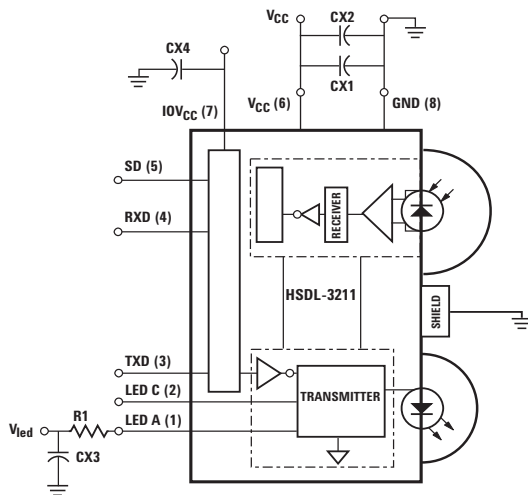 VCC
CX2
CX4
CX1
VCC (6)
GND (8)
IOVCC (7)
SD (5)
RECEIVER
RXD (4)
HSDL-3211
SHIELD
TXD (3)
LED C (2)
TRANSMITTER
R1
LED A (1)
Vled
CX3